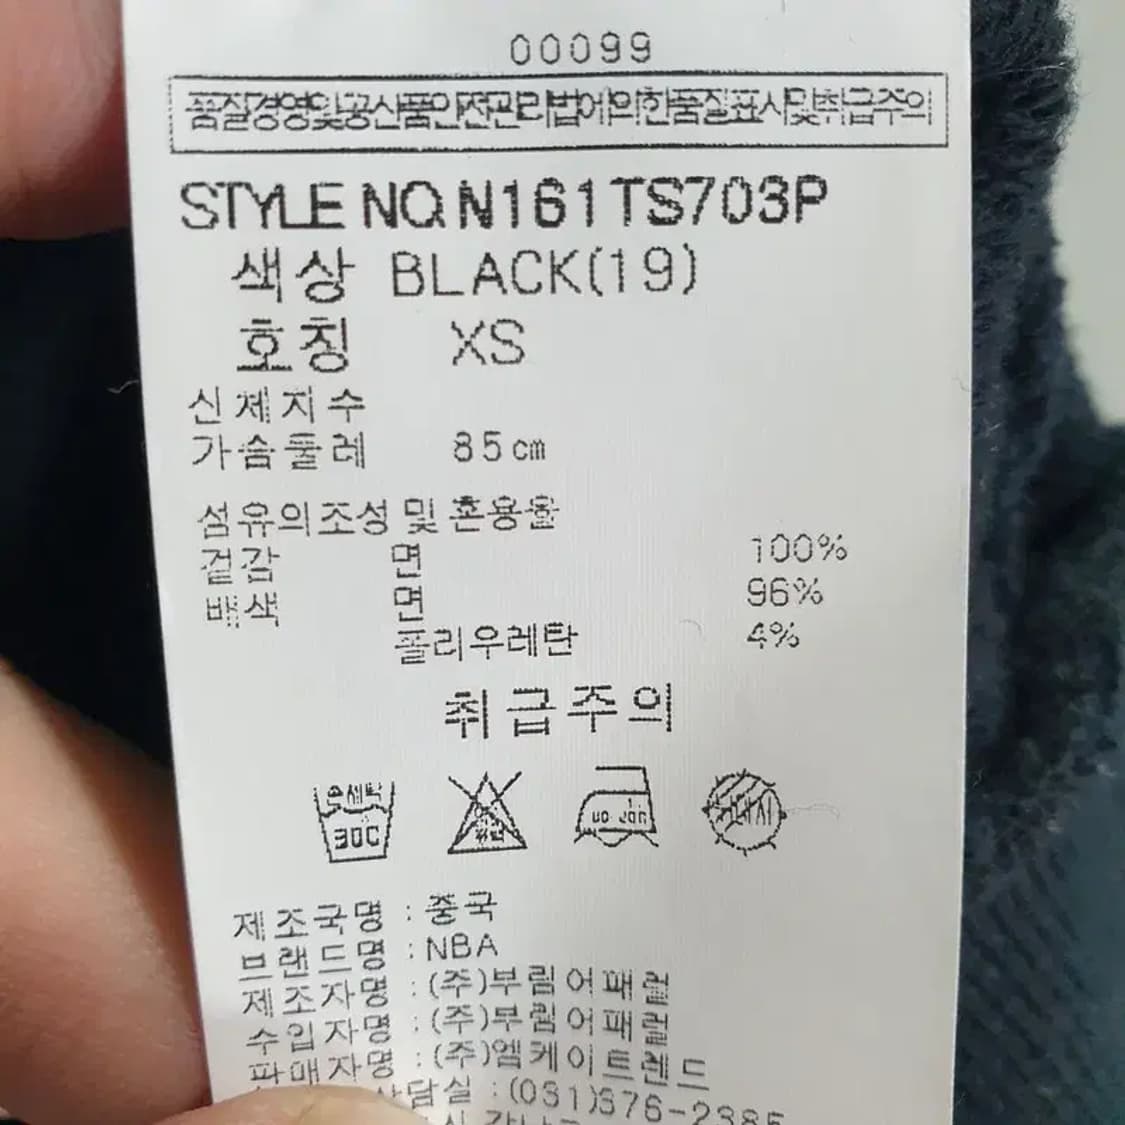 00099
품질경영및공산품안전관리법에의한품질표시및취급주의
STYLE NO.N161TS703P
색상 BLACK(19)
호칭 XS
신체지수
가슴둘레 85cm
섬유의조성 및 혼용율
겉감 면 100%
배색 면 96%
폴리우레탄 4%
취급주의
30C
제조국명 : 중국
브랜드명 : NBA
제조자명 : (주)부림어패럴
수입자명 : (주)부림어패럴
판매자명 : (주)엠케이트렌드
상담실 : (031)376-2385